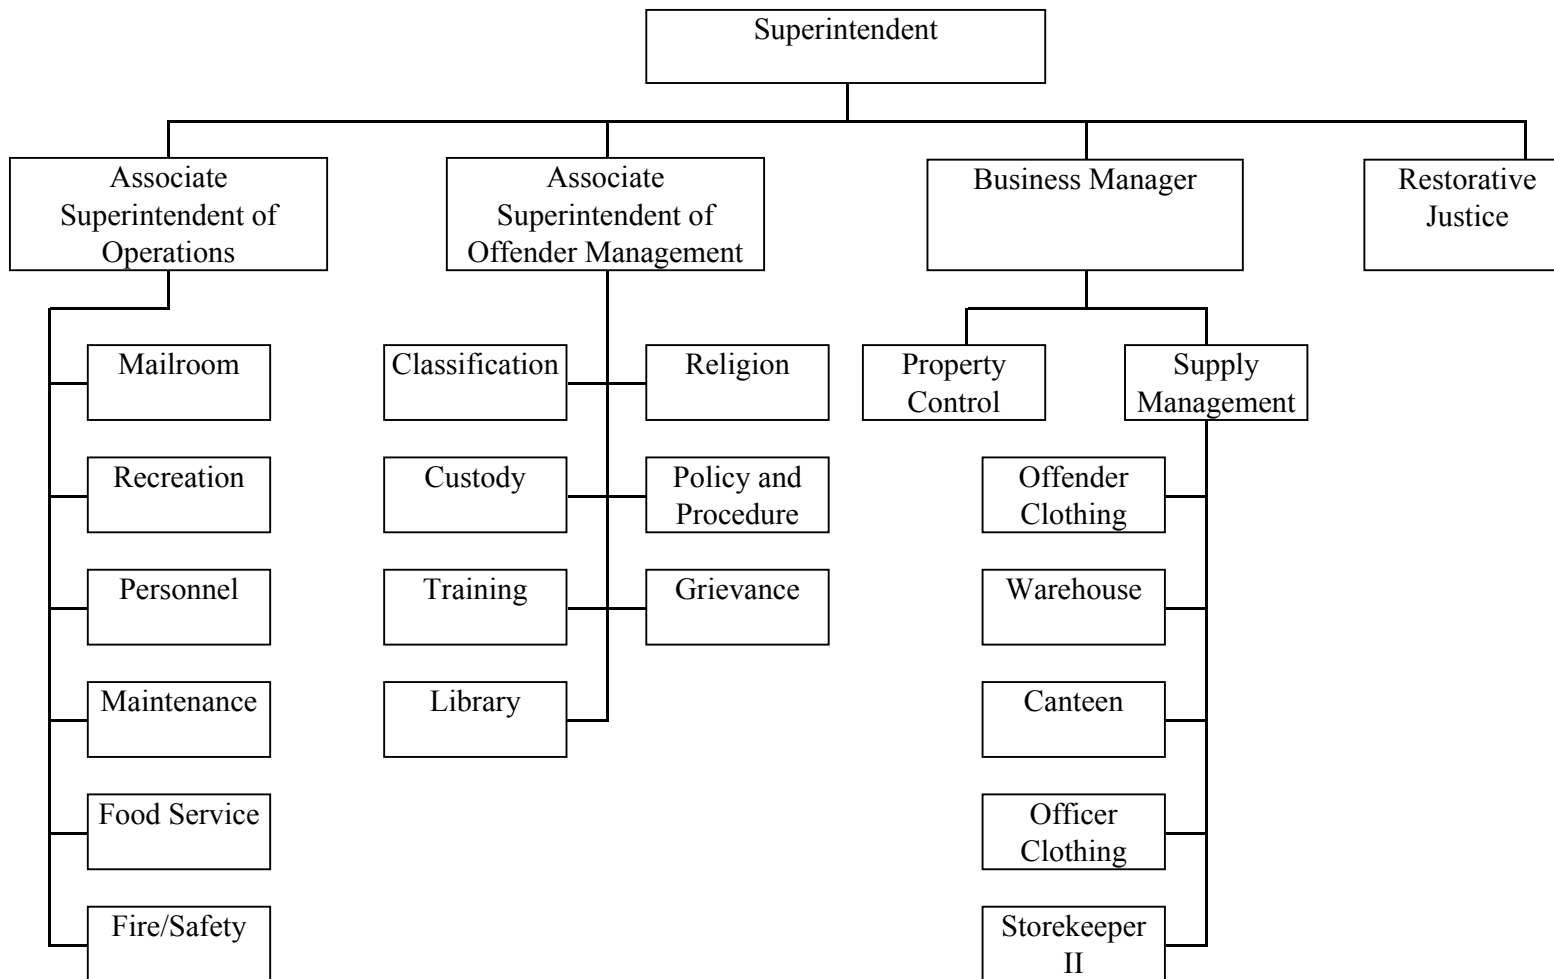 Superintendent
Associate
Superintendent of
Operations
Associate
Superintendent of
Offender Management
Business Manager
Restorative
Justice
Mailroom
Classification
Religion
Property
Control
Supply
Management
Recreation
Custody
Policy and
Procedure
Offender
Clothing
Personnel
Training
Grievance
Warehouse
Maintenance
Library
Canteen
Food Service
Officer
Clothing
Fire/Safety
Storekeeper
II